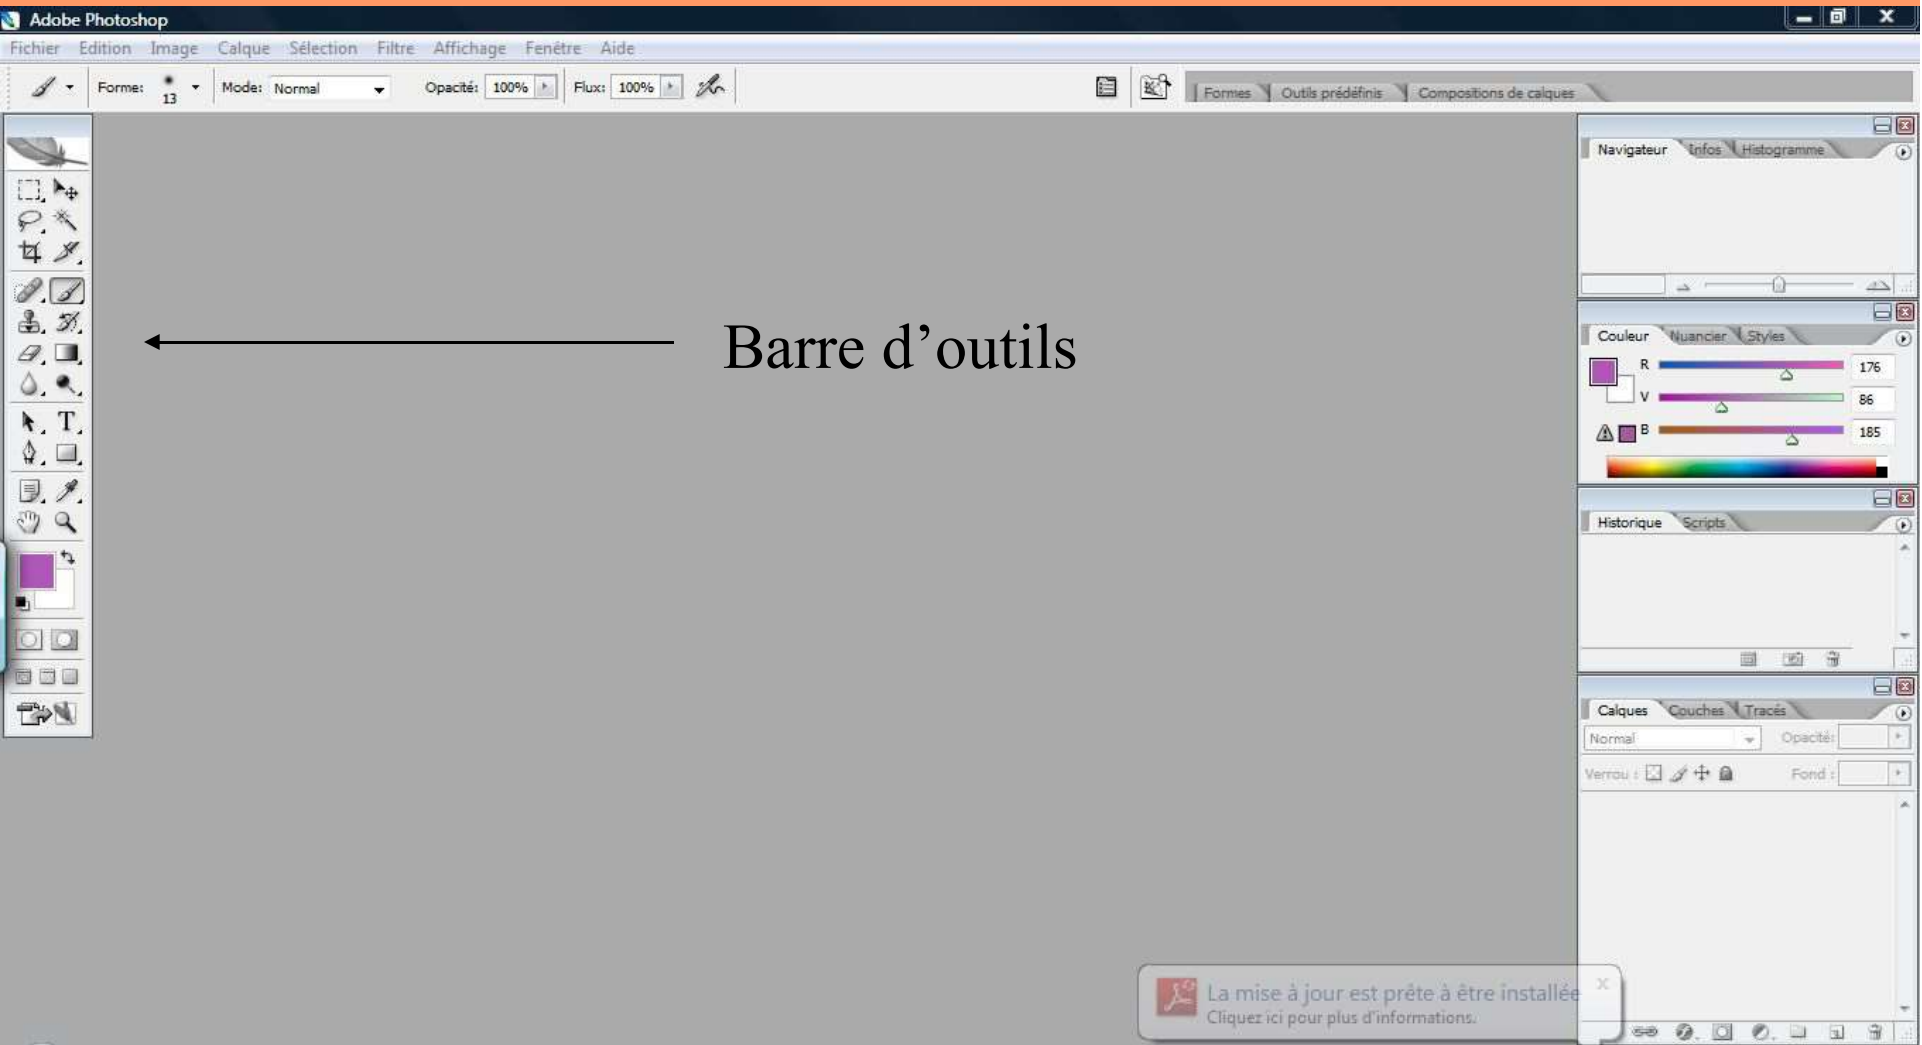 Adobe Photoshop
Fichier Edition Image Calque Sélection Filtre Affichage Fenêtre Aide
Forme: 13 Mode: Normal Opacité: 100% Flux: 100%
Formes Outils prédéfinis Compositions de calques
Navigateur Infos Histogramme
Barre d’outils
Couleur Nuancier Styles
R 176
V 86
B 185
T
Historique Scripts
Calques Couches Tracés
Normal Opacité:
Verrou : Fond :
La mise à jour est prête à être installée
Cliquez ici pour plus d'informations.